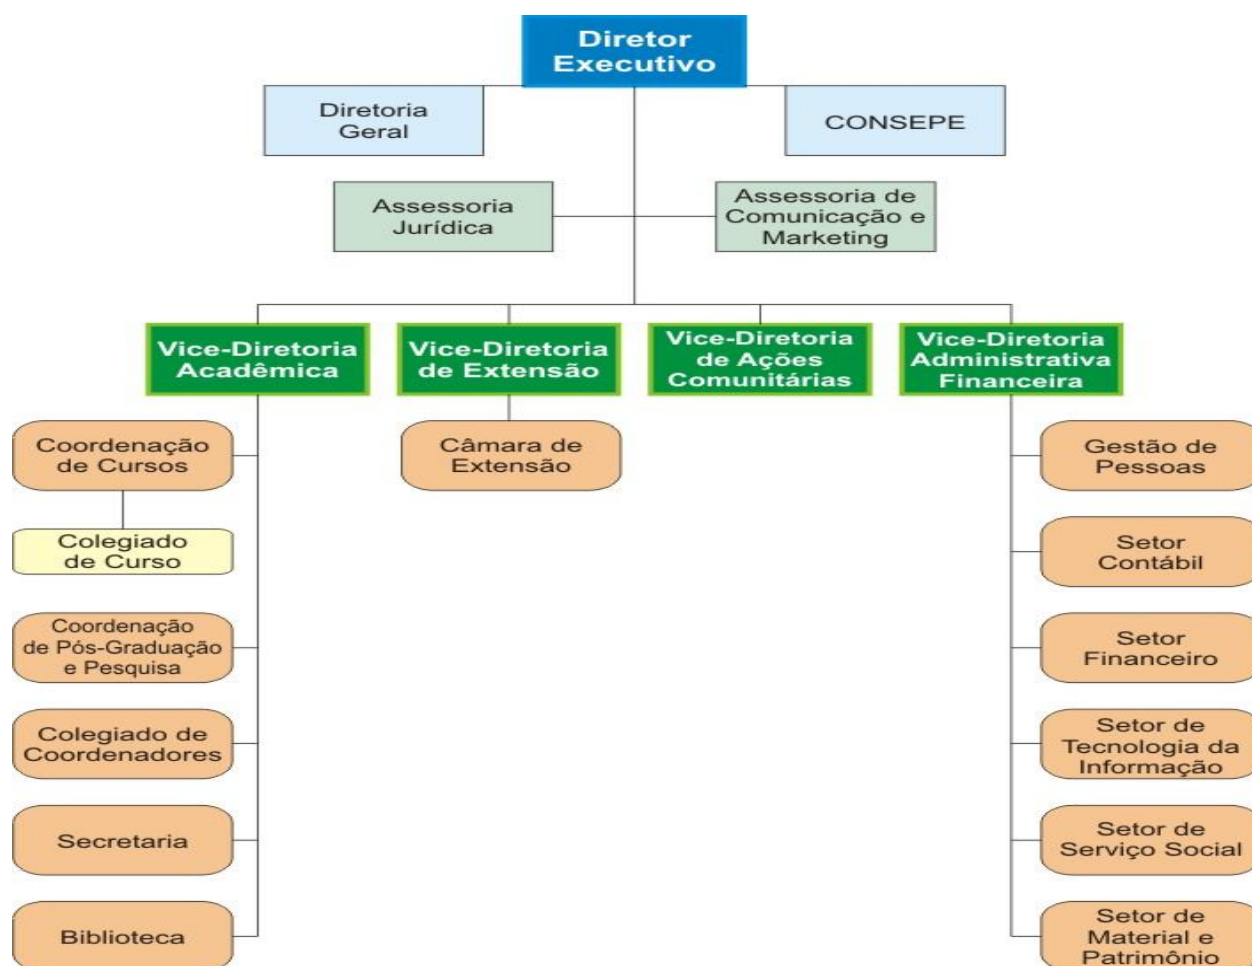 Diretor
Executivo
Diretoria
Geral
CONSEPE
Assessoria
Jurídica
Assessoria de
Comunicação e
Marketing
Vice-Diretoria
Acadêmica
Vice-Diretoria
de Extensão
Vice-Diretoria
de Ações
Comunitárias
Vice-Diretoria
Administrativa
Financeira
Coordenação
de Cursos
Colegiado
de Curso
Coordenação
de Pós-Graduação
e Pesquisa
Colegiado de
Coordenadores
Secretaria
Biblioteca
Câmara de
Extensão
Gestão de
Pessoas
Setor
Contábil
Setor
Financeiro
Setor de
Tecnologia da
Informação
Setor de
Serviço Social
Setor de
Material e
Patrimônio